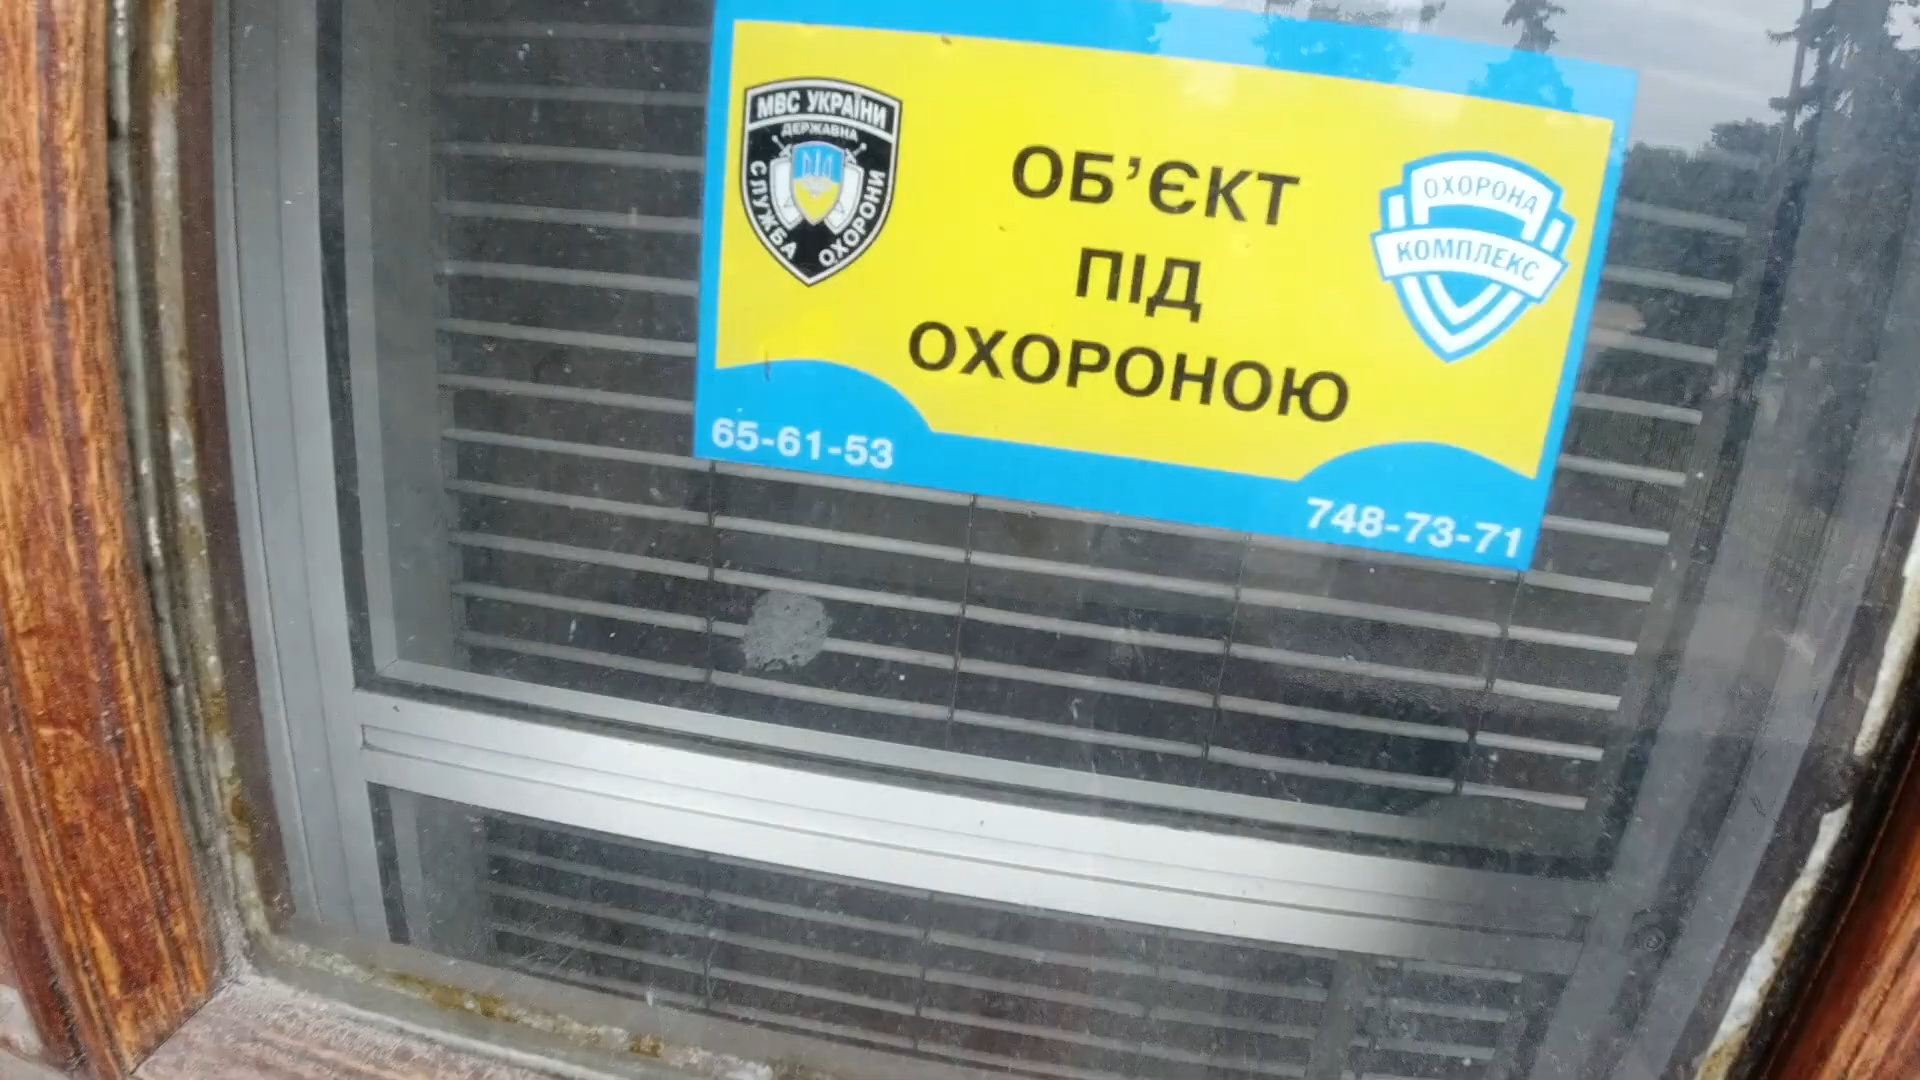 МВС УКРАЇНИ
ДЕРЖАВНА
СЛУЖБА
ОХОРОНИ
ОБ’ЄКТ
ПІД
ОХОРОНОЮ
ОХОРОНА
КОМПЛЕКС
65-61-53
748-73-71